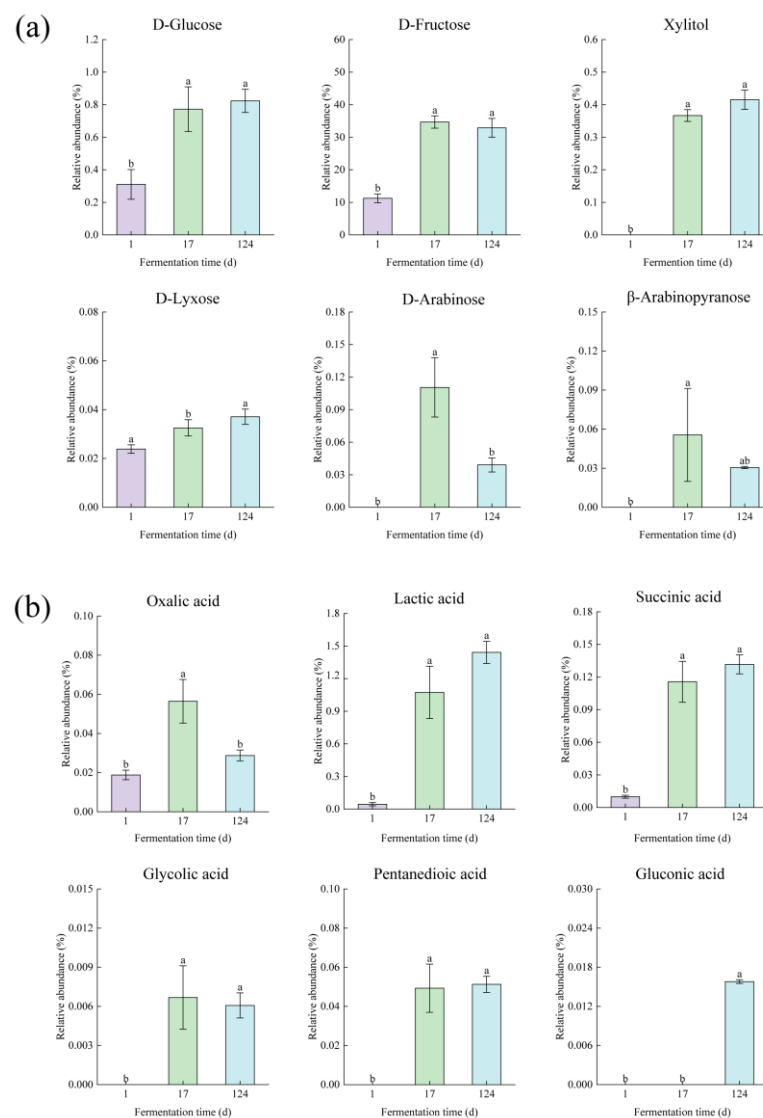 (a)
D-Glucose
Relative abundance (%)
1.2
1.0
0.8
0.6
0.4
0.2
0.0
b
a
a
1 17 124
Fermentation time (d)
D-Fructose
Relative abundance (%)
60
50
40
30
20
10
0
b
a
a
1 17 124
Fermentation time (d)
Xylitol
Relative abundance (%)
0.6
0.5
0.4
0.3
0.2
0.1
0.0
b
a
a
1 17 124
Fermentation time (d)
D-Lyxose
Relative abundance (%)
0.08
0.06
0.04
0.02
0.00
a
b
a
1 17 124
Fermentation time (d)
D-Arabinose
Relative abundance (%)
0.18
0.15
0.12
0.09
0.06
0.03
0.00
b
a
b
1 17 124
Fermentation time (d)
β-Arabinopyranose
Relative abundance (%)
0.15
0.12
0.09
0.06
0.03
0.00
b
a
ab
1 17 124
Fermentation time (d)
(b)
Oxalic acid
Relative abundance (%)
0.10
0.08
0.06
0.04
0.02
0.00
b
a
b
1 17 124
Fermentation time (d)
Lactic acid
Relative abundance (%)
1.8
1.5
1.2
0.9
0.6
0.3
0.0
b
a
a
1 17 124
Fermentation time (d)
Succinic acid
Relative abundance (%)
0.18
0.15
0.12
0.09
0.06
0.03
0.00
b
a
a
1 17 124
Fermentation time (d)
Glycolic acid
Relative abundance (%)
0.015
0.012
0.009
0.006
0.003
0.000
b
a
a
1 17 124
Fermentation time (d)
Pentanedioic acid
Relative abundance (%)
0.10
0.08
0.06
0.04
0.02
0.00
b
a
a
1 17 124
Fermentation time (d)
Gluconic acid
Relative abundance (%)
0.030
0.024
0.018
0.012
0.006
0.000
b
b
a
1 17 124
Fermentation time (d)